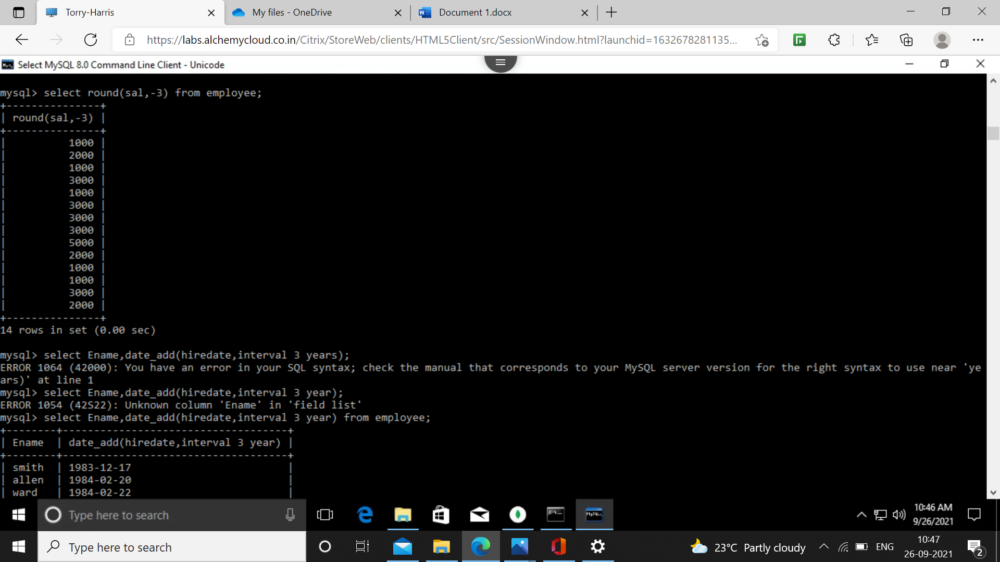 Torry-Harris
My files - OneDrive
Document 1.docx
https://labs.alchemycloud.co.in/Citrix/StoreWeb/clients/HTML5Client/src/SessionWindow.html?launchid=1632678281135...
Select MySQL 8.0 Command Line Client - Unicode
mysql> select round(sal,-3) from employee;
+---------------+
| round(sal,-3) |
+---------------+
|          1000 |
|          2000 |
|          1000 |
|          3000 |
|          1000 |
|          3000 |
|          3000 |
|          3000 |
|          5000 |
|          2000 |
|          1000 |
|          1000 |
|          3000 |
|          2000 |
+---------------+
14 rows in set (0.00 sec)
mysql> select Ename,date_add(hiredate,interval 3 years);
ERROR 1064 (42000): You have an error in your SQL syntax; check the manual that corresponds to your MySQL server version for the right syntax to use near 'ye
ars)' at line 1
mysql> select Ename,date_add(hiredate,interval 3 year);
ERROR 1054 (42S22): Unknown column 'Ename' in 'field list'
mysql> select Ename,date_add(hiredate,interval 3 year) from employee;
+--------+------------------------------------+
| Ename  | date_add(hiredate,interval 3 year) |
+--------+------------------------------------+
| smith  | 1983-12-17                         |
| allen  | 1984-02-20                         |
| ward   | 1984-02-22                         |
Type here to search
10:46 AM
9/26/2021
Type here to search
23°C Partly cloudy
ENG
10:47
26-09-2021
2